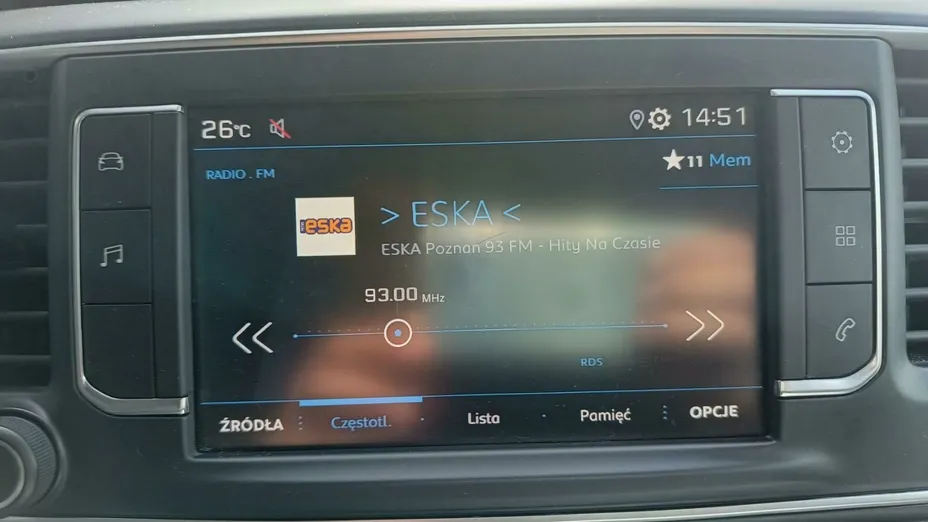 26°C
14:51
RADIO . FM
★11 Mem
eska
> ESKA <
ESKA Poznan 93 FM - Hity Na Czasie
93.00 MHz
RDS
ŹRÓDŁA
Częstotl.
Lista
Pamięć
OPCJE